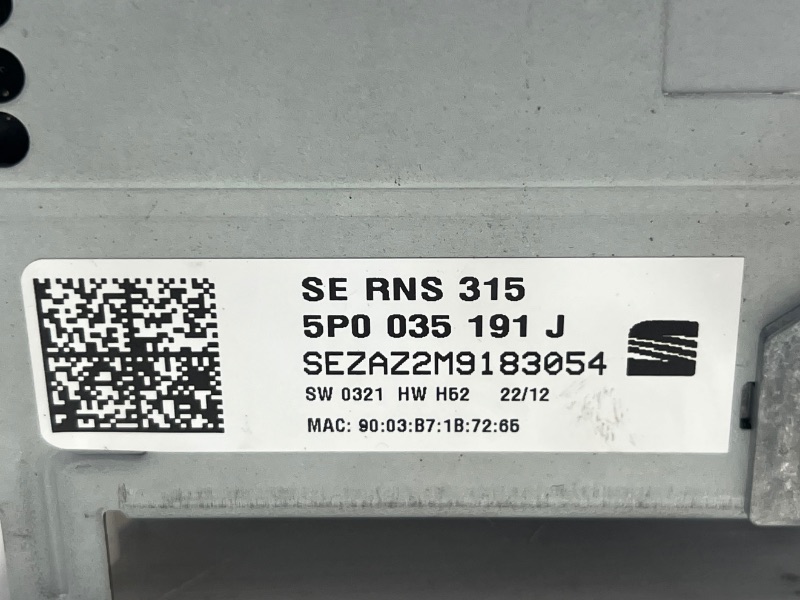 SE RNS 315
5P0 035 191 J
SEZAZ2M9183054
SW 0321 HW H52 22/12
MAC: 90:03:B7:1B:72:65